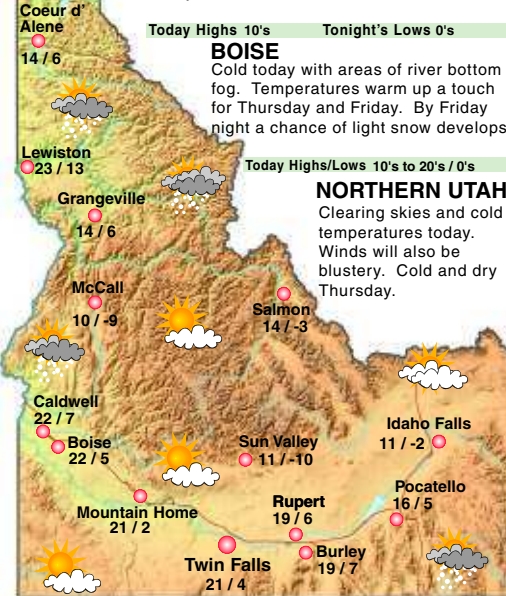 Coeur d'
Alene
14 / 6
Today Highs 10's Tonight's Lows 0's
BOISE
Cold today with areas of river bottom
fog. Temperatures warm up a touch
for Thursday and Friday. By Friday
night a chance of light snow develops
Lewiston
23 / 13
Today Highs/Lows 10's to 20's / 0's
NORTHERN UTAH
Clearing skies and cold
temperatures today.
Winds will also be
blustery. Cold and dry
Thursday.
Grangeville
14 / 6
McCall
10 / -9
Salmon
14 / -3
Caldwell
22 / 7
Boise
22 / 5
Sun Valley
11 / -10
Idaho Falls
11 / -2
Mountain Home
21 / 2
Rupert
19 / 6
Pocatello
16 / 5
Twin Falls
21 / 4
Burley
19 / 7